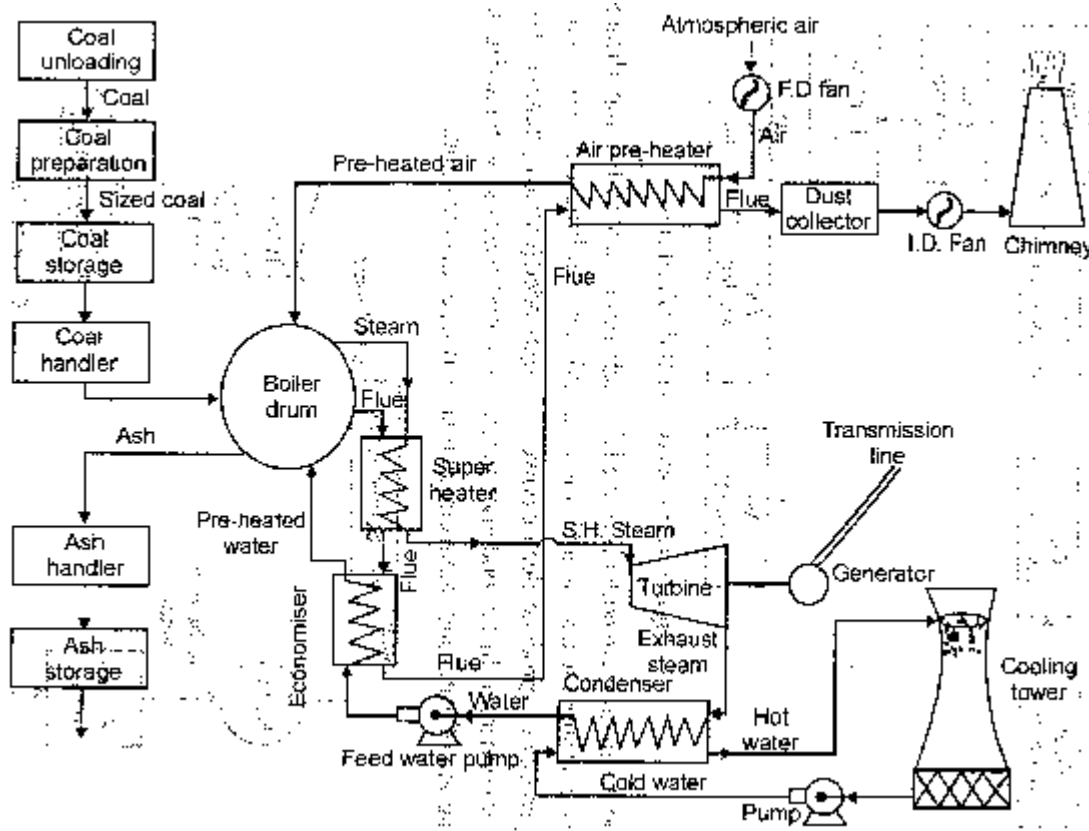 Coal
unloading
Coal
Coal
preparation
Sized coal
Coal
storage
Coal
handler
Ash
Ash
handler
Ash
storage
Atmospheric air
F.D fan
Air
Air pre-heater
Pre-heated air
Flue
Dust
collector
I.D. Fan
Chimney
Flue
Steam
Boiler
drum
Flue
Super
heater
Pre-heated
water
Flue
S.H. Steam
Economiser
Flue
Turbine
Transmission
line
Generator
Exhaust
steam
Condenser
Water
Feed water pump
Hot
water
Cold water
Pump
Cooling
tower